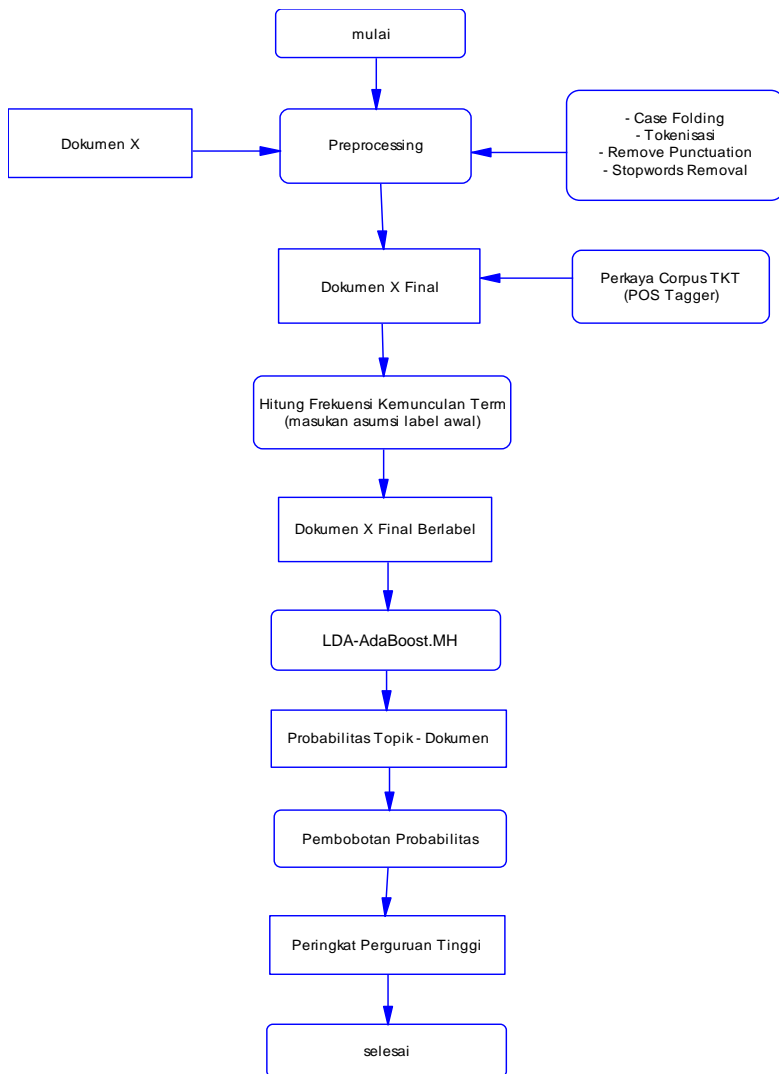 mulai
Dokumen X
Preprocessing
- Case Folding
- Tokenisasi
- Remove Punctuation
- Stopwords Removal
Dokumen X Final
Perkaya Corpus TKT
(POS Tagger)
Hitung Frekuensi Kemunculan Term
(masukan asumsi label awal)
Dokumen X Final Berlabel
LDA-AdaBoost.MH
Probabilitas Topik - Dokumen
Pembobotan Probabilitas
Peringkat Perguruan Tinggi
selesai